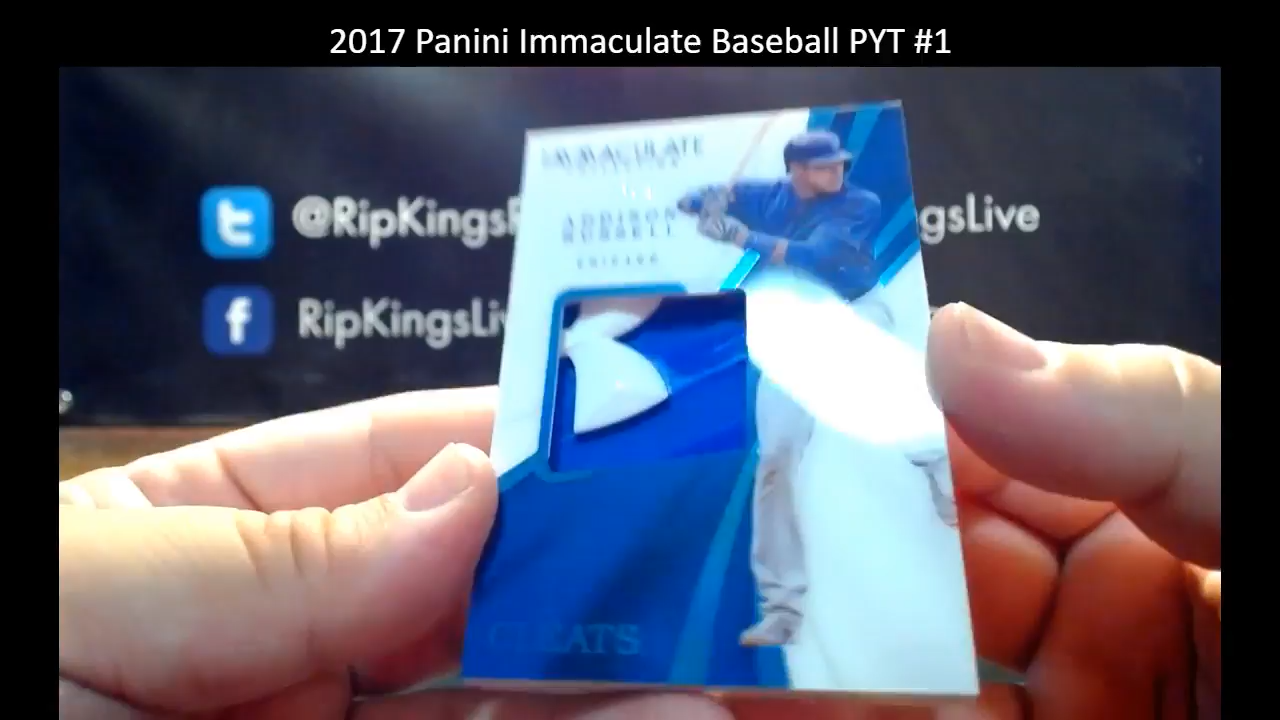 2017 Panini Immaculate Baseball PYT #1
IMMACULATE
ADDISON
RUSSELL
CHICAGO
@RipKings
gsLive
RipKingsLiv
CLEATS